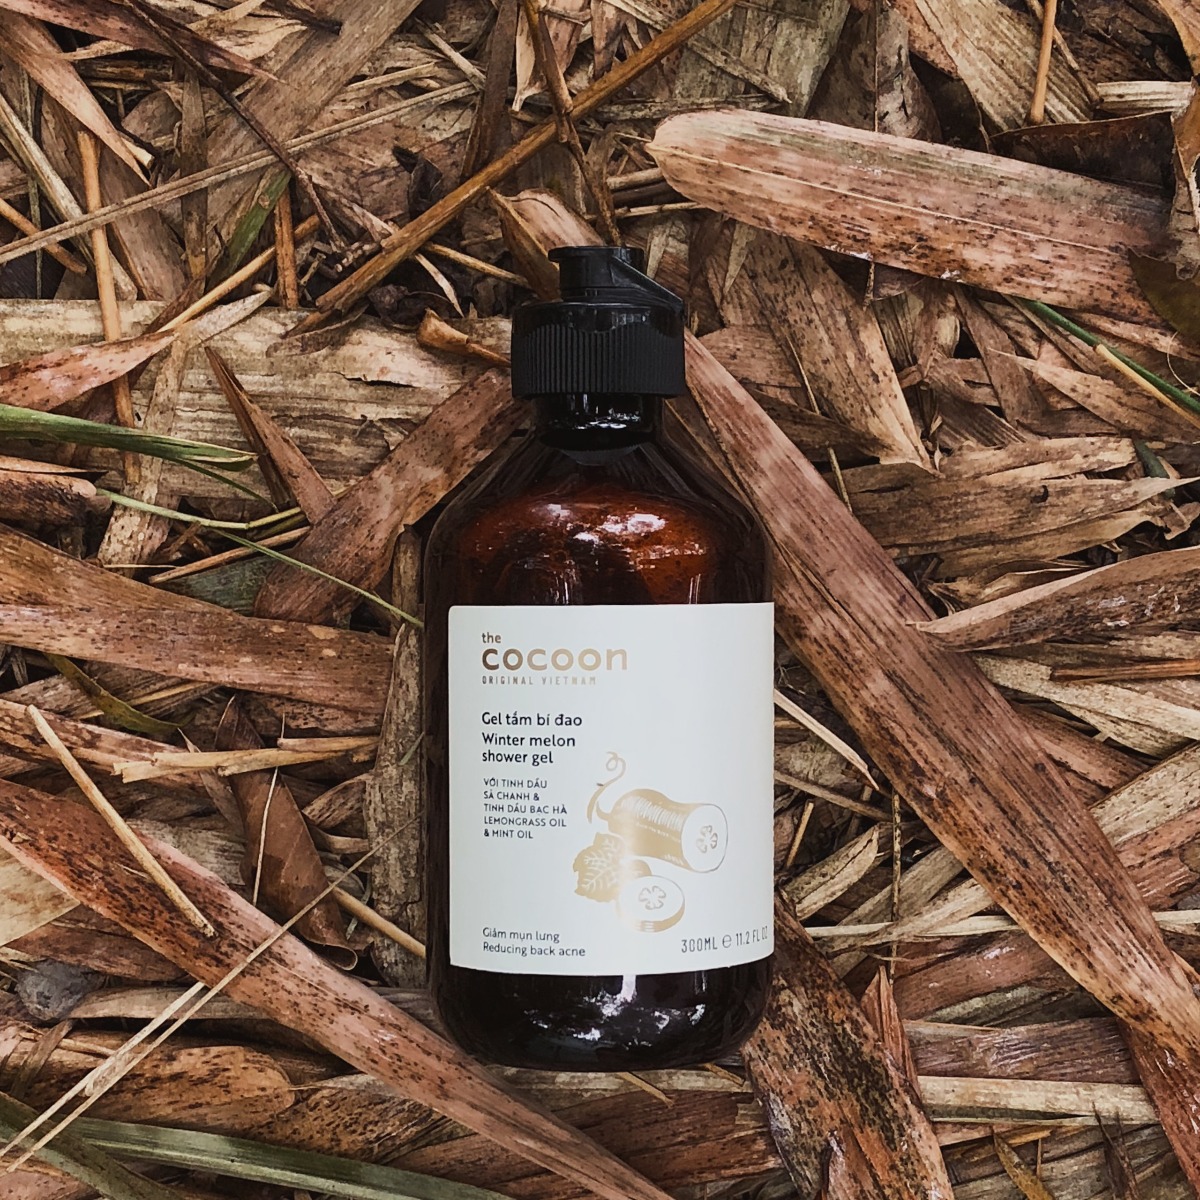 the
cocoon
ORIGINAL VIETNAM
Gel tắm bí đao
Winter melon
shower gel
VỚI TINH DẦU
SẢ CHANH &
TINH DẦU BẠC HÀ
LEMONGRASS OIL
& MINT OIL
Giảm mụn lưng
Reducing back acne
300ML ℮ 11.2 FL OZ